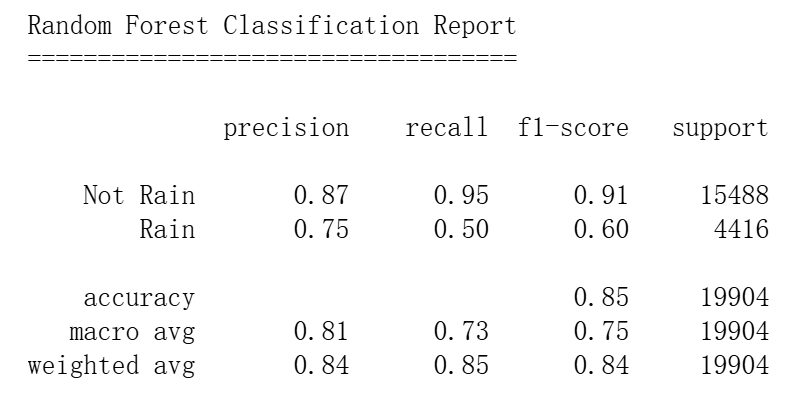 Random Forest Classification Report
===================================
precision recall f1-score support
Not Rain 0.87 0.95 0.91 15488
Rain 0.75 0.50 0.60 4416
accuracy 0.85 19904
macro avg 0.81 0.73 0.75 19904
weighted avg 0.84 0.85 0.84 19904